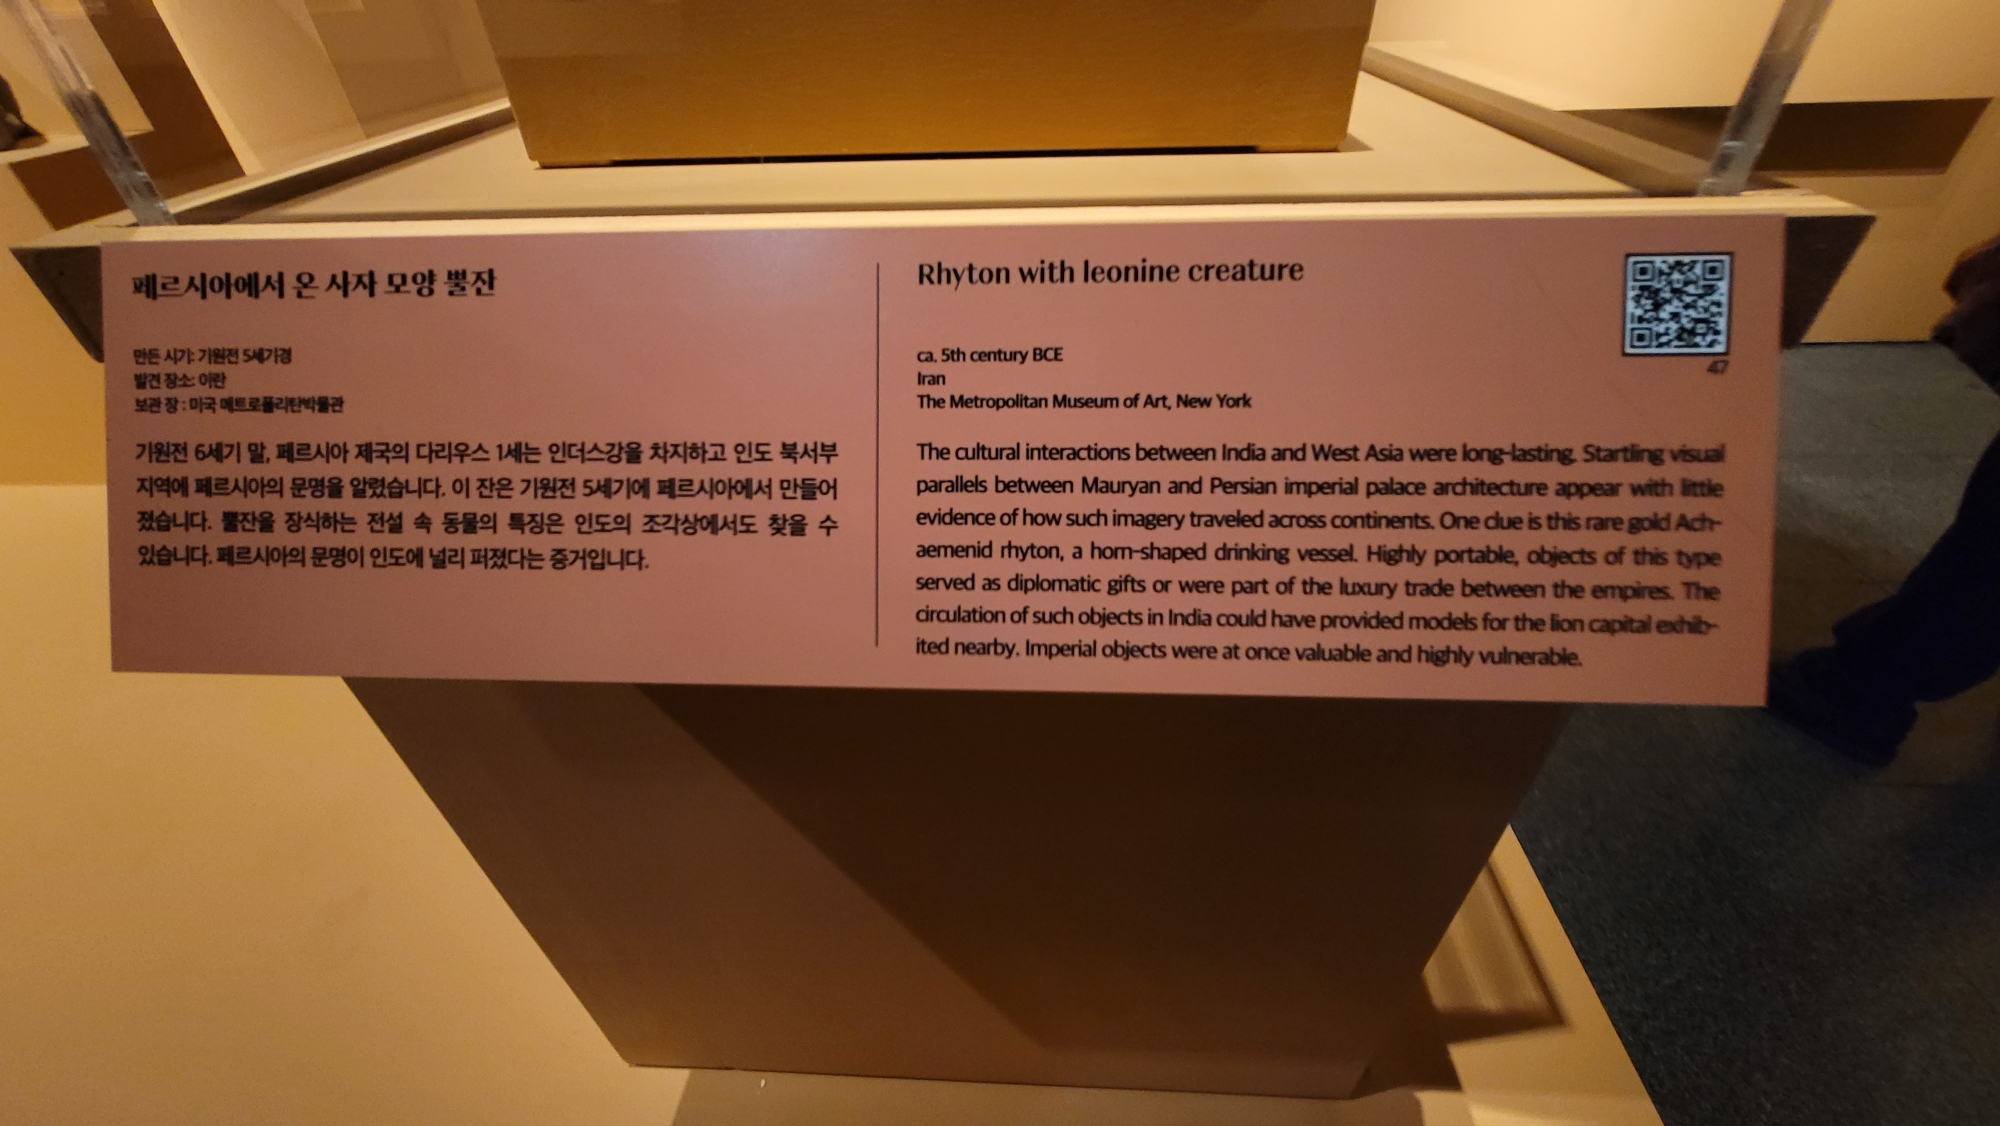 페르시아에서 온 사자 모양 뿔잔
만든 시기: 기원전 5세기경
발견 장소: 이란
보관 장 : 미국 메트로폴리탄박물관
기원전 6세기 말, 페르시아 제국의 다리우스 1세는 인더스강을 차지하고 인도 북서부
지역에 페르시아의 문명을 알렸습니다. 이 잔은 기원전 5세기에 페르시아에서 만들어
졌습니다. 뿔잔을 장식하는 전설 속 동물의 특징은 인도의 조각상에서도 찾을 수
있습니다. 페르시아의 문명이 인도에 널리 퍼졌다는 증거입니다.
Rhyton with leonine creature
ca. 5th century BCE
Iran
The Metropolitan Museum of Art, New York
The cultural interactions between India and West Asia were long-lasting. Startling visual
parallels between Mauryan and Persian imperial palace architecture appear with little
evidence of how such imagery traveled across continents. One clue is this rare gold Ach-
aemenid rhyton, a horn-shaped drinking vessel. Highly portable, objects of this type
served as diplomatic gifts or were part of the luxury trade between the empires. The
circulation of such objects in India could have provided models for the lion capital exhib-
ited nearby. Imperial objects were at once valuable and highly vulnerable.
47